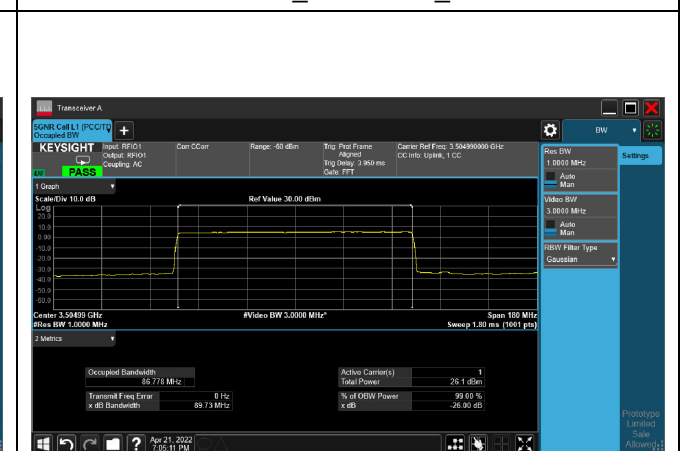 Transceiver A
5GNR Cell L1 (PCC/TD
Occupied BW
+
BW
KEYSIGHT
Input: RFIO1
Output: RFIO1
Coupling: AC
Corr CCorr
Range: -60 dBm
Trig: Prot Frame
Aligned
Trig Delay: 3.950 ms
Gate: FFT
Carrier Ref Freq: 3.504990000 GHz
CC Info: Uplink, 1 CC
PASS
Res BW
1.0000 MHz
Auto
Man
Settings
1 Graph
Scale/Div 10.0 dB
Ref Value 30.00 dBm
Video BW
3.0000 MHz
Auto
Man
Log
20.0
10.0
0.00
-10.0
-20.0
-30.0
-40.0
-50.0
-60.0
RBW Filter Type
Gaussian
Center 3.50499 GHz
#Video BW 3.0000 MHz*
Span 180 MHz
#Res BW 1.0000 MHz
Sweep 1.80 ms (1001 pts)
2 Metrics
Occupied Bandwidth
86.778 MHz
Active Carrier(s) 1
Total Power 26.1 dBm
Transmit Freq Error 0 Hz
x dB Bandwidth 89.73 MHz
% of OBW Power 99.00 %
x dB -26.00 dB
Prototype
Limited
Sale
Allowed
?
Apr 21, 2022
7:05:11 PM